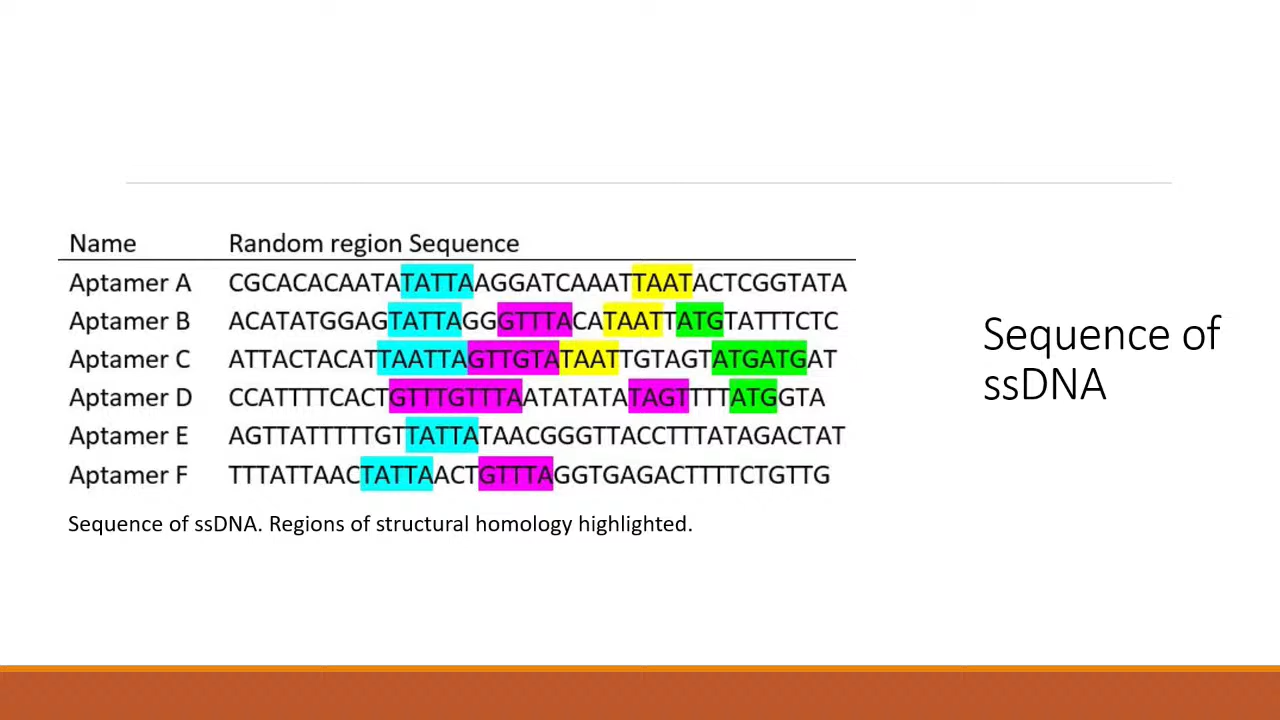 Name Random region Sequence
Aptamer A CGCACACAATATATTAAGGATCAAATTAATACTCGGTATA
Aptamer B ACATATGGAGTATTAGGGTTTACATAATTATGTATTTCTC
Aptamer C ATTACTACATTAATTAGTTGTATAATTGTAGTATGATGAT
Aptamer D CCATTTTCACTGTTTGTTTAATATATATAGTTTTATGGTA
Aptamer E AGTTATTTTTGTTATTATAACGGGTTACCTTTATAGACTAT
Aptamer F TTTATTAACTATTAACTGTTTAGGTGAGACTTTTCTGTTG
Sequence of ssDNA. Regions of structural homology highlighted.
Sequence of
ssDNA